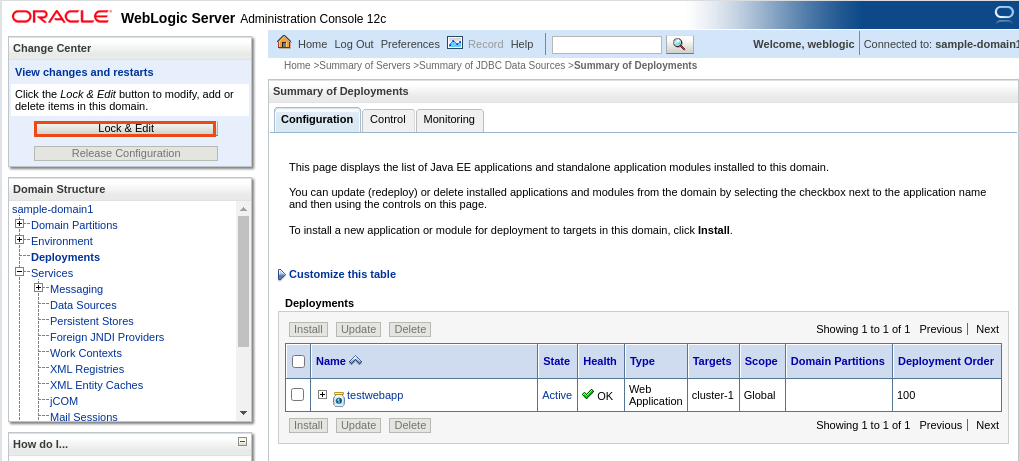 ORACLE WebLogic Server Administration Console 12c
Change Center
View changes and restarts
Click the Lock & Edit button to modify, add or
delete items in this domain.
Lock & Edit
Release Configuration
Domain Structure
sample-domain1
Domain Partitions
Environment
Deployments
Services
Messaging
Data Sources
Persistent Stores
Foreign JNDI Providers
Work Contexts
XML Registries
XML Entity Caches
jCOM
Mail Sessions
How do I...
Home Log Out Preferences Record Help
Welcome, weblogic Connected to: sample-domain1
Home >Summary of Servers >Summary of JDBC Data Sources >Summary of Deployments
Summary of Deployments
Configuration Control Monitoring
This page displays the list of Java EE applications and standalone application modules installed to this domain.
You can update (redeploy) or delete installed applications and modules from the domain by selecting the checkbox next to the application name
and then using the controls on this page.
To install a new application or module for deployment to targets in this domain, click Install.
Customize this table
Deployments
Install Update Delete Showing 1 to 1 of 1 Previous | Next
Name State Health Type Targets Scope Domain Partitions Deployment Order
testwebapp Active OK Web Application cluster-1 Global 100
Install Update Delete Showing 1 to 1 of 1 Previous | Next